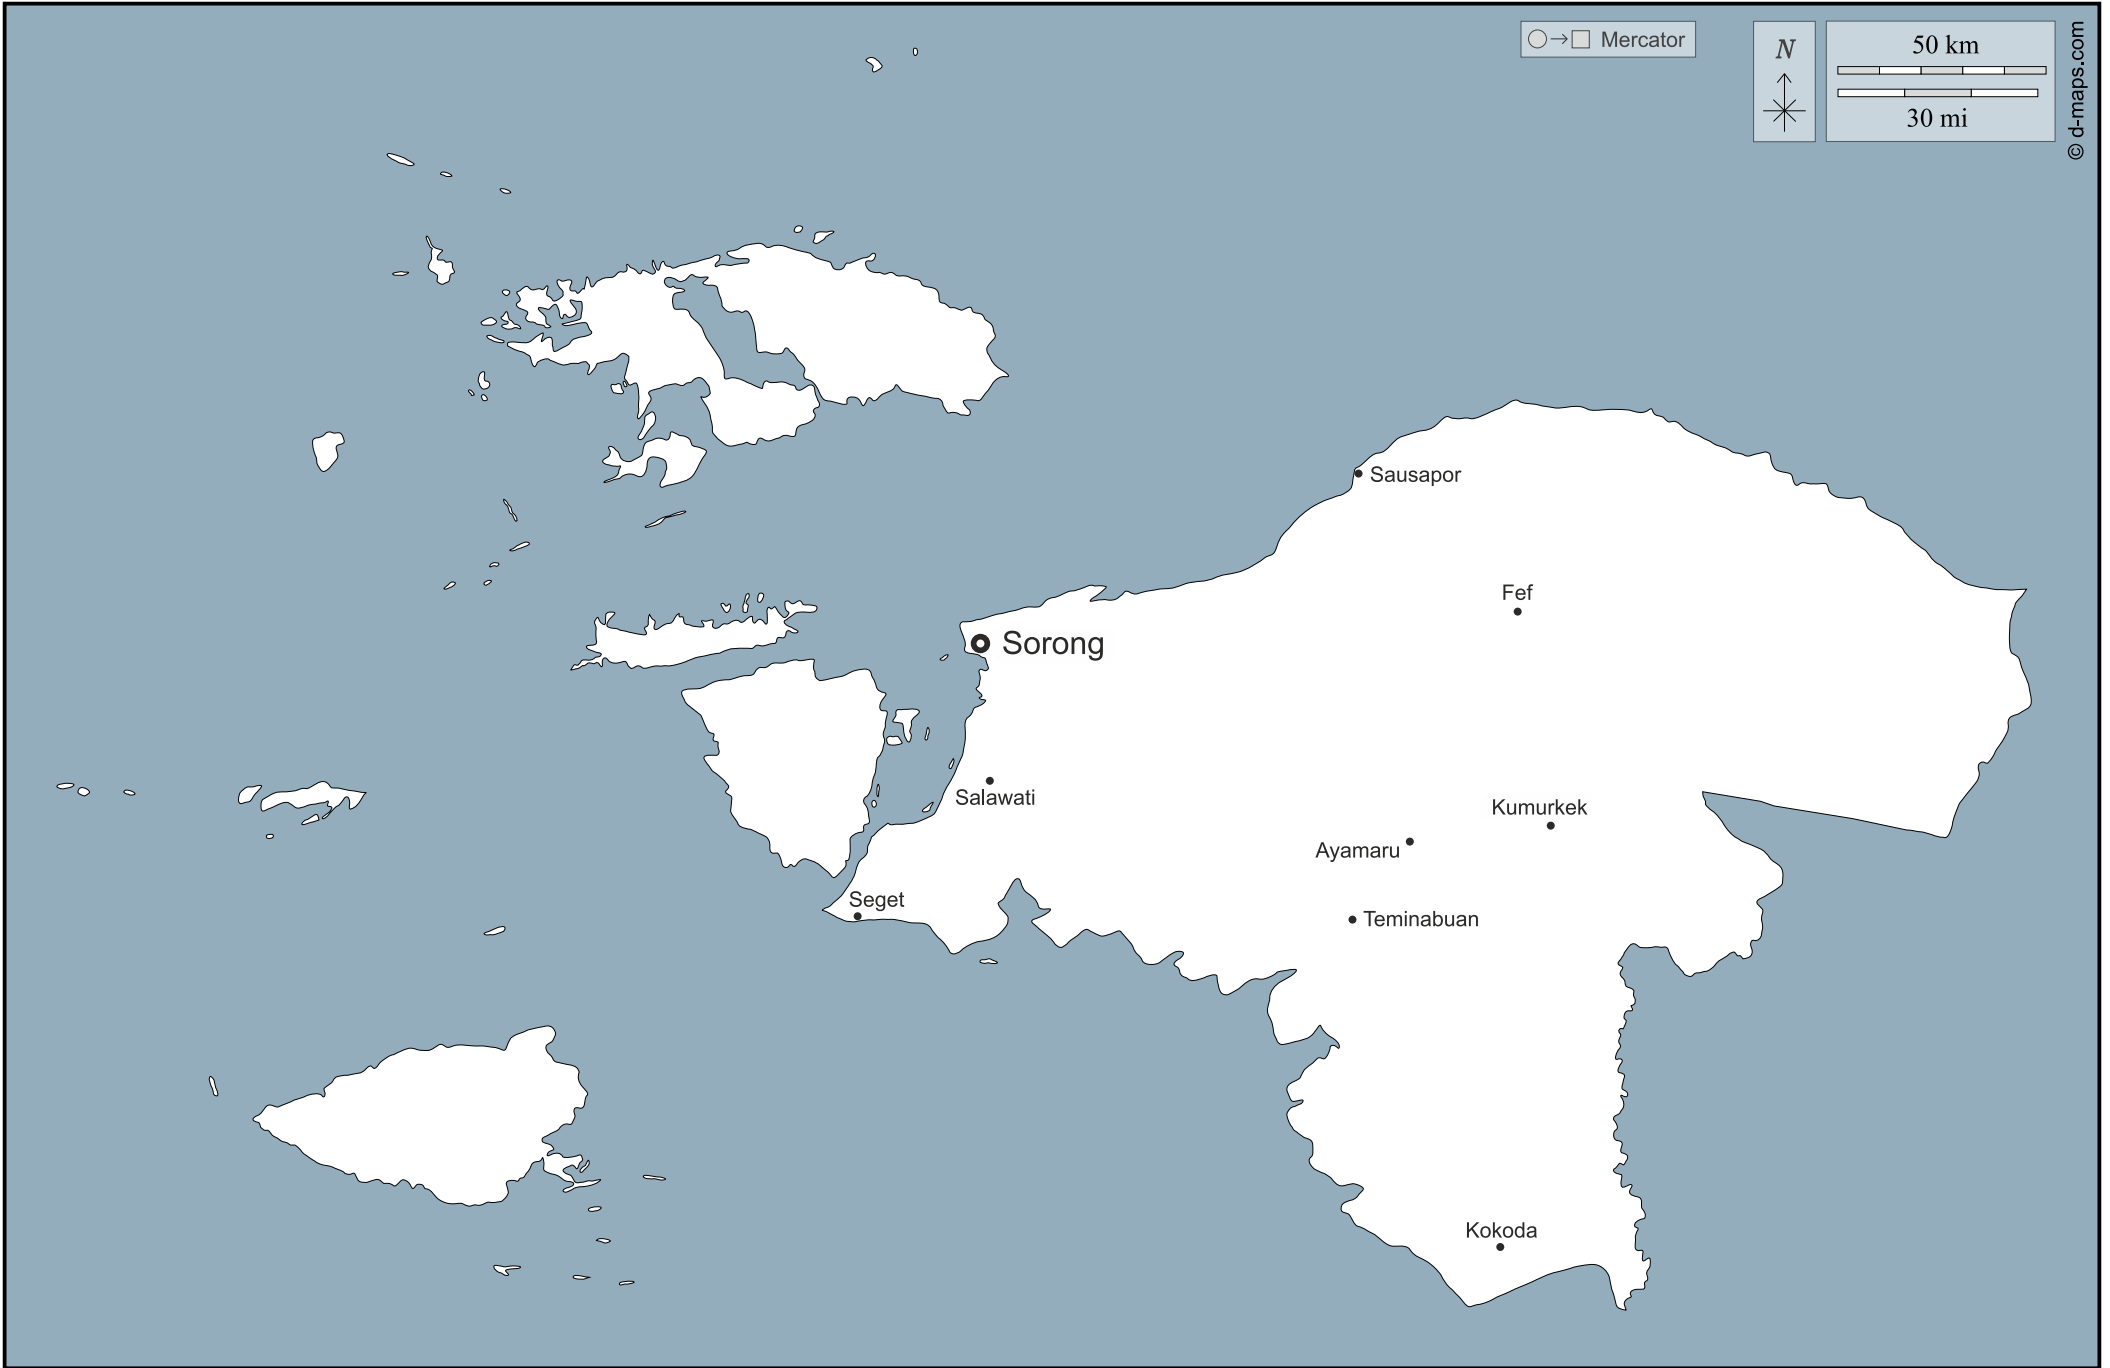 Mercator
N
50 km
30 mi
© d-maps.com
Sausapor
Fef
Sorong
Salawati
Kumurkek
Ayamaru
Seget
Teminabuan
Kokoda